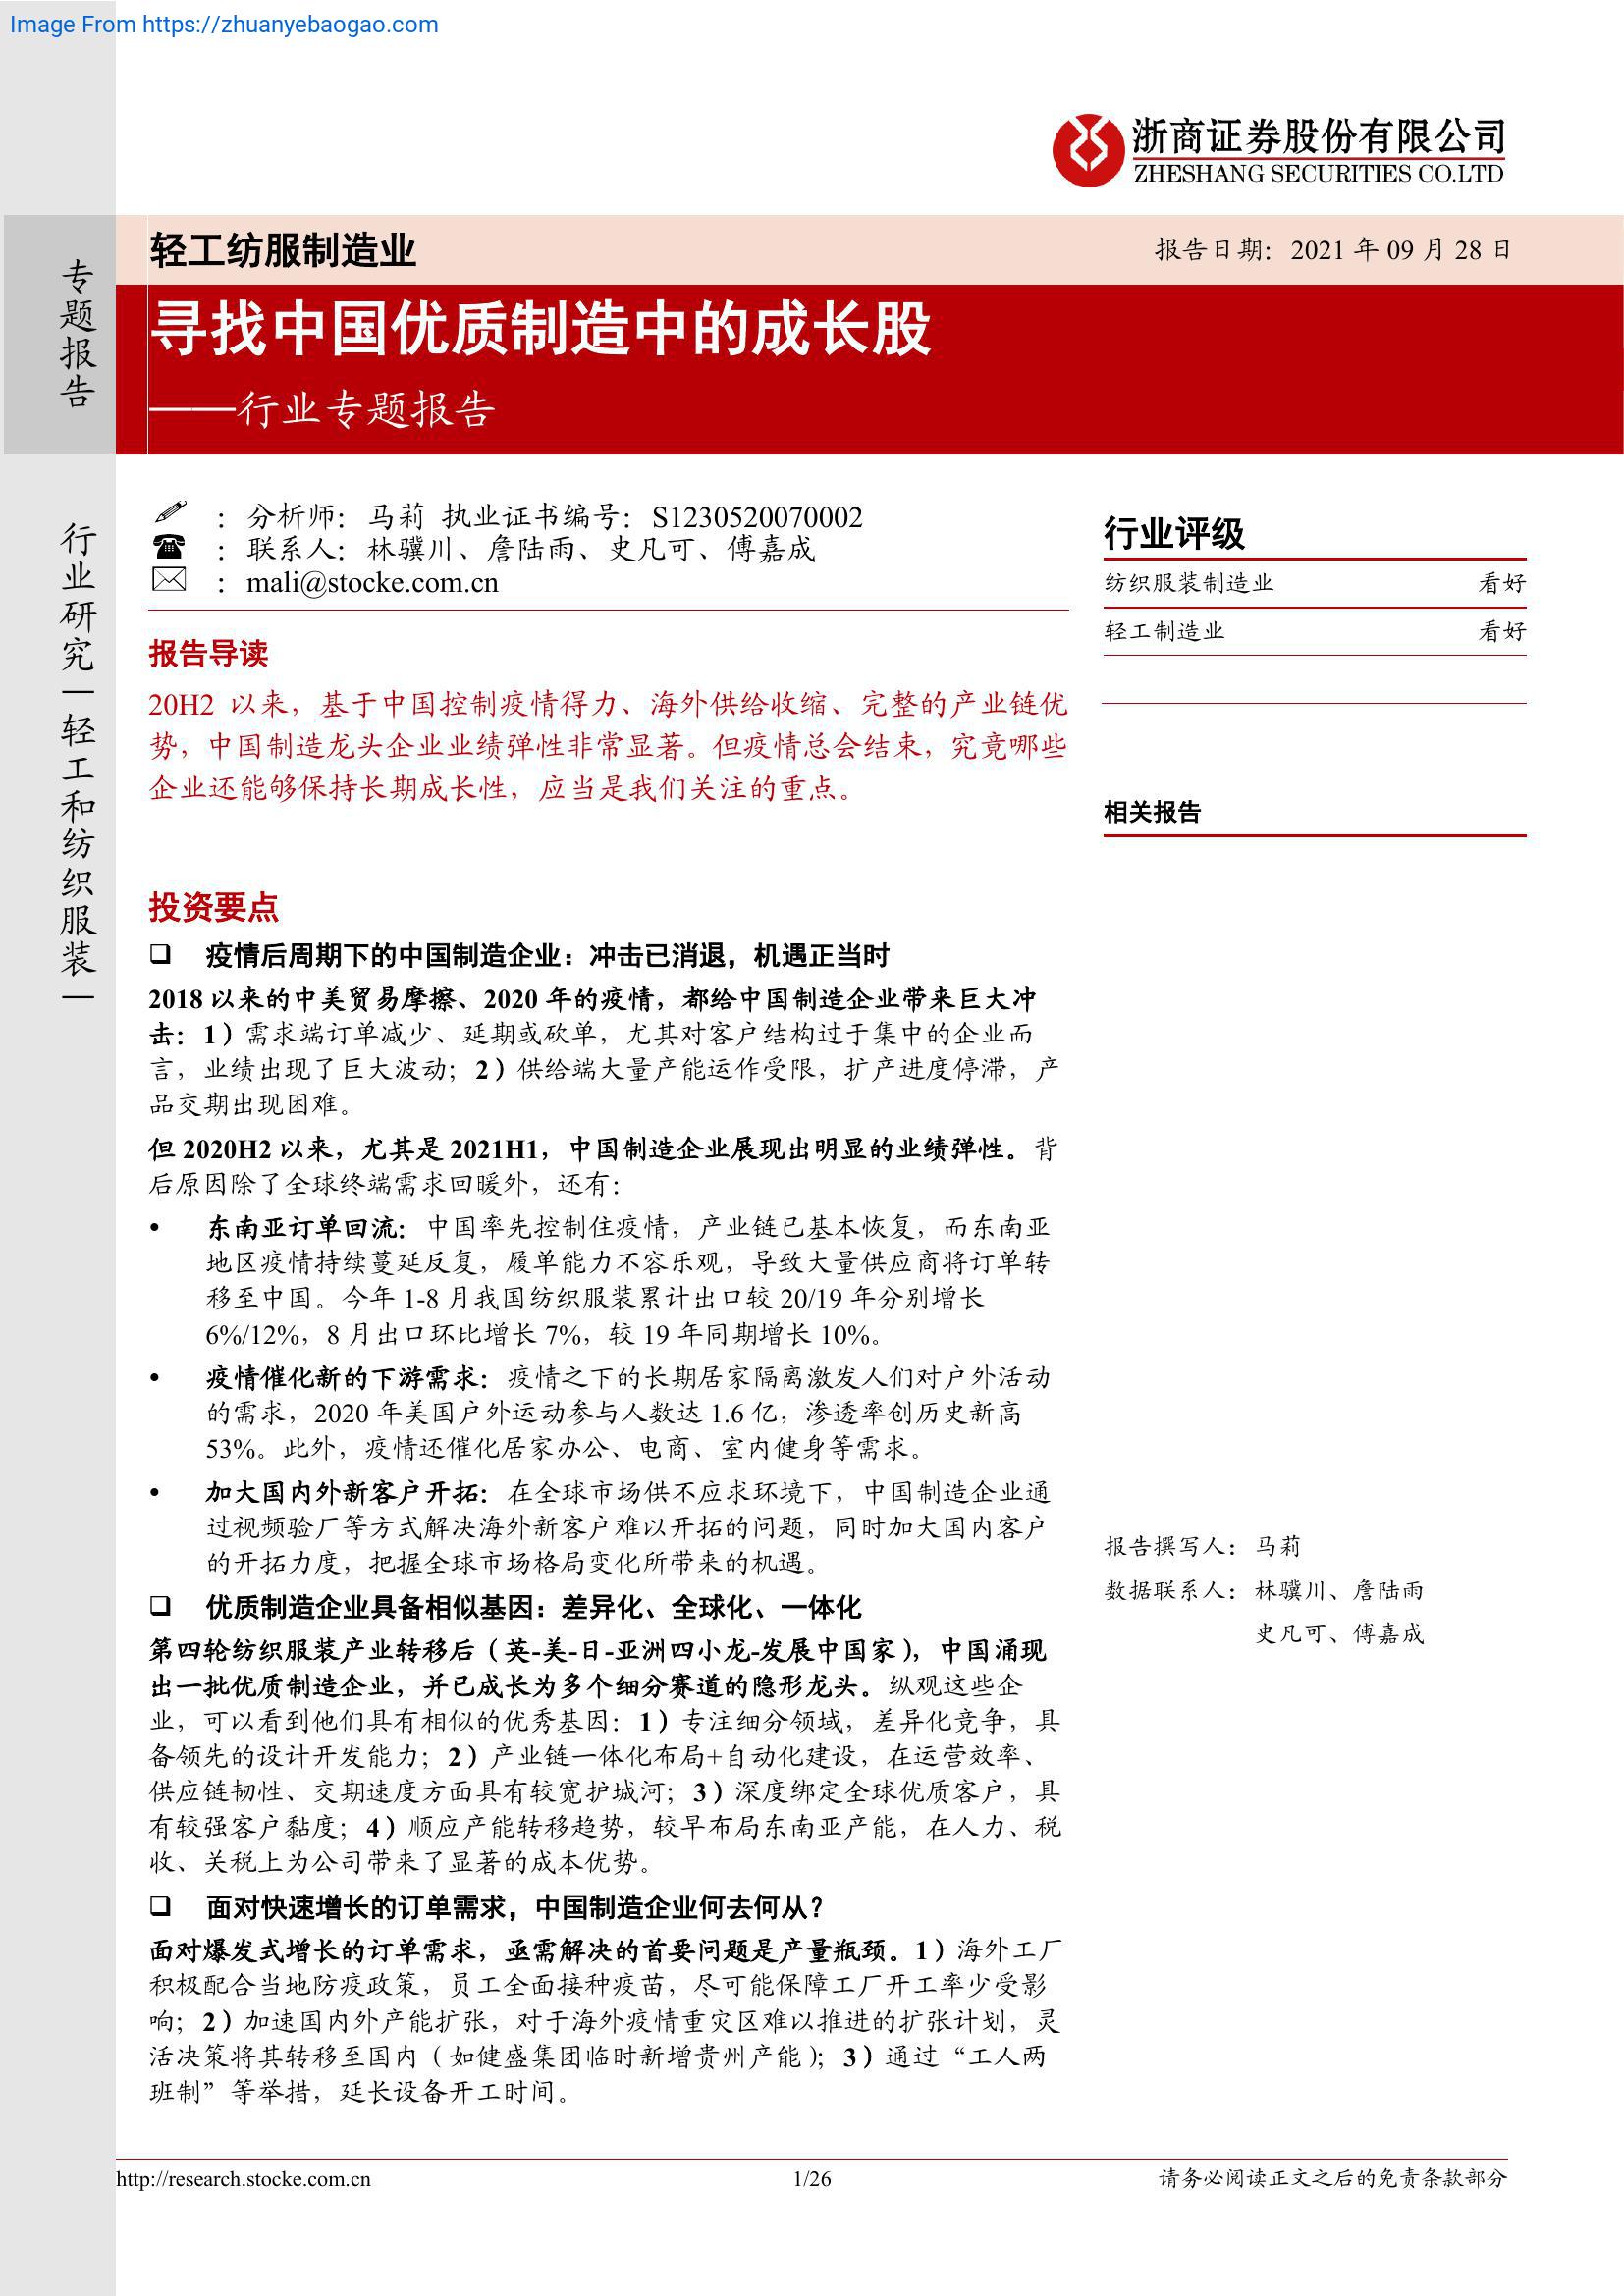 Image From https://zhuanyebaogao.com
浙商证券股份有限公司
ZHESHANG SECURITIES CO.LTD
专题报告
轻工纺服制造业
报告日期：2021 年 09 月 28 日
寻找中国优质制造中的成长股
——行业专题报告
行业研究｜轻工和纺织服装｜
：分析师：马莉 执业证书编号：S1230520070002
：联系人：林骥川、詹陆雨、史凡可、傅嘉成
：mali@stocke.com.cn
报告导读
20H2 以来，基于中国控制疫情得力、海外供给收缩、完整的产业链优
势，中国制造龙头企业业绩弹性非常显著。但疫情总会结束，究竟哪些
企业还能够保持长期成长性，应当是我们关注的重点。
投资要点
❑ 疫情后周期下的中国制造企业：冲击已消退，机遇正当时
2018 以来的中美贸易摩擦、2020 年的疫情，都给中国制造企业带来巨大冲
击：1）需求端订单减少、延期或砍单，尤其对客户结构过于集中的企业而
言，业绩出现了巨大波动；2）供给端大量产能运作受限，扩产进度停滞，产
品交期出现困难。
但 2020H2 以来，尤其是 2021H1，中国制造企业展现出明显的业绩弹性。背
后原因除了全球终端需求回暖外，还有：
• 东南亚订单回流：中国率先控制住疫情，产业链已基本恢复，而东南亚
地区疫情持续蔓延反复，履单能力不容乐观，导致大量供应商将订单转
移至中国。今年 1-8 月我国纺织服装累计出口较 20/19 年分别增长
6%/12%，8 月出口环比增长 7%，较 19 年同期增长 10%。
• 疫情催化新的下游需求：疫情之下的长期居家隔离激发人们对户外活动
的需求，2020 年美国户外运动参与人数达 1.6 亿，渗透率创历史新高
53%。此外，疫情还催化居家办公、电商、室内健身等需求。
• 加大国内外新客户开拓：在全球市场供不应求环境下，中国制造企业通
过视频验厂等方式解决海外新客户难以开拓的问题，同时加大国内客户
的开拓力度，把握全球市场格局变化所带来的机遇。
❑ 优质制造企业具备相似基因：差异化、全球化、一体化
第四轮纺织服装产业转移后（英-美-日-亚洲四小龙-发展中国家），中国涌现
出一批优质制造企业，并已成长为多个细分赛道的隐形龙头。纵观这些企
业，可以看到他们具有相似的优秀基因：1）专注细分领域，差异化竞争，具
备领先的设计开发能力；2）产业链一体化布局+自动化建设，在运营效率、
供应链韧性、交期速度方面具有较宽护城河；3）深度绑定全球优质客户，具
有较强客户黏度；4）顺应产能转移趋势，较早布局东南亚产能，在人力、税
收、关税上为公司带来了显著的成本优势。
❑ 面对快速增长的订单需求，中国制造企业何去何从？
面对爆发式增长的订单需求，亟需解决的首要问题是产量瓶颈。1）海外工厂
积极配合当地防疫政策，员工全面接种疫苗，尽可能保障工厂开工率少受影
响；2）加速国内外产能扩张，对于海外疫情重灾区难以推进的扩张计划，灵
活决策将其转移至国内（如健盛集团临时新增贵州产能）；3）通过“工人两
班制”等举措，延长设备开工时间。
行业评级
纺织服装制造业 看好
轻工制造业 看好
相关报告
报告撰写人：马莉
数据联系人：林骥川、詹陆雨
史凡可、傅嘉成
http://research.stocke.com.cn
1/26
请务必阅读正文之后的免责条款部分